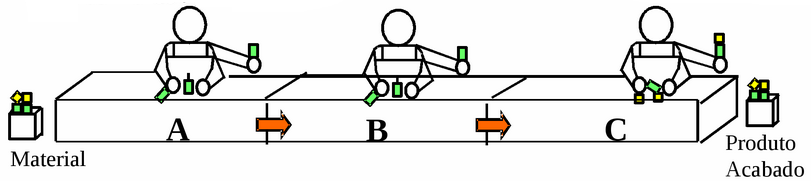 A
B
C
Material
Produto
Acabado